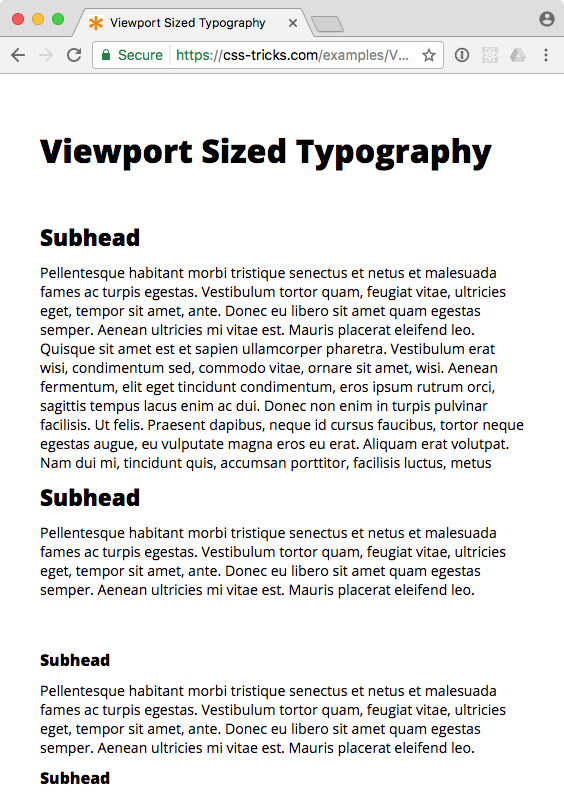 Viewport Sized Typography
Secure https://css-tricks.com/examples/V...
Viewport Sized Typography
Subhead
Pellentesque habitant morbi tristique senectus et netus et malesuada
fames ac turpis egestas. Vestibulum tortor quam, feugiat vitae, ultricies
eget, tempor sit amet, ante. Donec eu libero sit amet quam egestas
semper. Aenean ultricies mi vitae est. Mauris placerat eleifend leo.
Quisque sit amet est et sapien ullamcorper pharetra. Vestibulum erat
wisi, condimentum sed, commodo vitae, ornare sit amet, wisi. Aenean
fermentum, elit eget tincidunt condimentum, eros ipsum rutrum orci,
sagittis tempus lacus enim ac dui. Donec non enim in turpis pulvinar
facilisis. Ut felis. Praesent dapibus, neque id cursus faucibus, tortor neque
egestas augue, eu vulputate magna eros eu erat. Aliquam erat volutpat.
Nam dui mi, tincidunt quis, accumsan porttitor, facilisis luctus, metus
Subhead
Pellentesque habitant morbi tristique senectus et netus et malesuada
fames ac turpis egestas. Vestibulum tortor quam, feugiat vitae, ultricies
eget, tempor sit amet, ante. Donec eu libero sit amet quam egestas
semper. Aenean ultricies mi vitae est. Mauris placerat eleifend leo.
Subhead
Pellentesque habitant morbi tristique senectus et netus et malesuada
fames ac turpis egestas. Vestibulum tortor quam, feugiat vitae, ultricies
eget, tempor sit amet, ante. Donec eu libero sit amet quam egestas
semper. Aenean ultricies mi vitae est. Mauris placerat eleifend leo.
Subhead